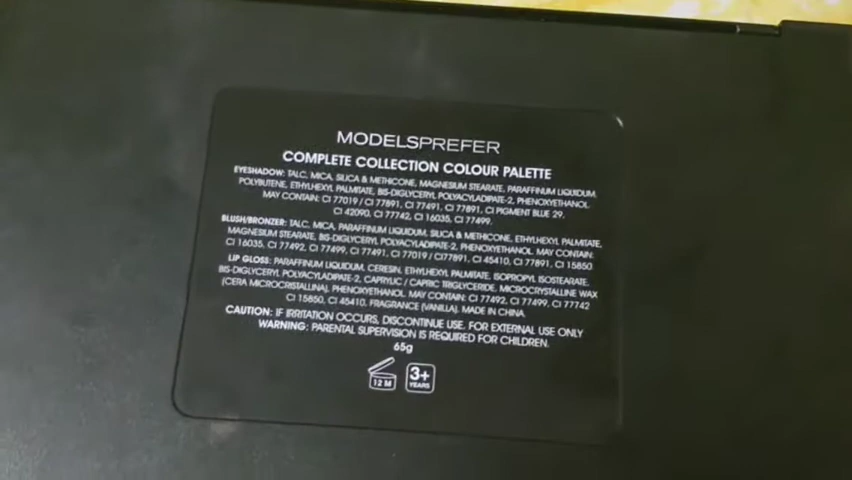 MODELSPREFER
COMPLETE COLLECTION COLOUR PALETTE
EYESHADOW: TALC, MICA, SILICA & METHICONE, MAGNESIUM STEARATE, PARAFFINUM LIQUIDUM,
POLYBUTENE, ETHYLHEXYL PALMITATE, BIS-DIGLYCERYL POLYACYLADIPATE-2, PHENOXYETHANOL
MAY CONTAIN: CI 77019 / CI 77891, CI 77491, CI 77891, CI PIGMENT BLUE 29,
CI 42090, CI 77742, CI 16035, CI 77499.
BLUSH/BRONZER: TALC, MICA, PARAFFINUM LIQUIDUM, SILICA & METHICONE, ETHYLHEXYL PALMITATE,
MAGNESIUM STEARATE, BIS-DIGLYCERYL POLYACYLADIPATE-2, PHENOXYETHANOL. MAY CONTAIN:
CI 16035, CI 77492, CI 77499, CI 77491, CI 77019 / CI77891, CI 45410, CI 77891, CI 15850
LIP GLOSS: PARAFFINUM LIQUIDUM, CERESIN, ETHYLHEXYL PALMITATE, ISOPROPYL ISOSTEARATE,
BIS-DIGLYCERYL POLYACYLADIPATE-2, CAPRYLIC / CAPRIC TRIGLYCERIDE, MICROCRYSTALLINE WAX
(CERA MICROCRISTALLINA), PHENOXYETHANOL. MAY CONTAIN: CI 77492, CI 77499, CI 77742
CI 15850, CI 45410, FRAGRANCE (VANILLA). MADE IN CHINA
CAUTION: IF IRRITATION OCCURS, DISCONTINUE USE. FOR EXTERNAL USE ONLY
WARNING: PARENTAL SUPERVISION IS REQUIRED FOR CHILDREN.
65g
12 M
3+
YEARS